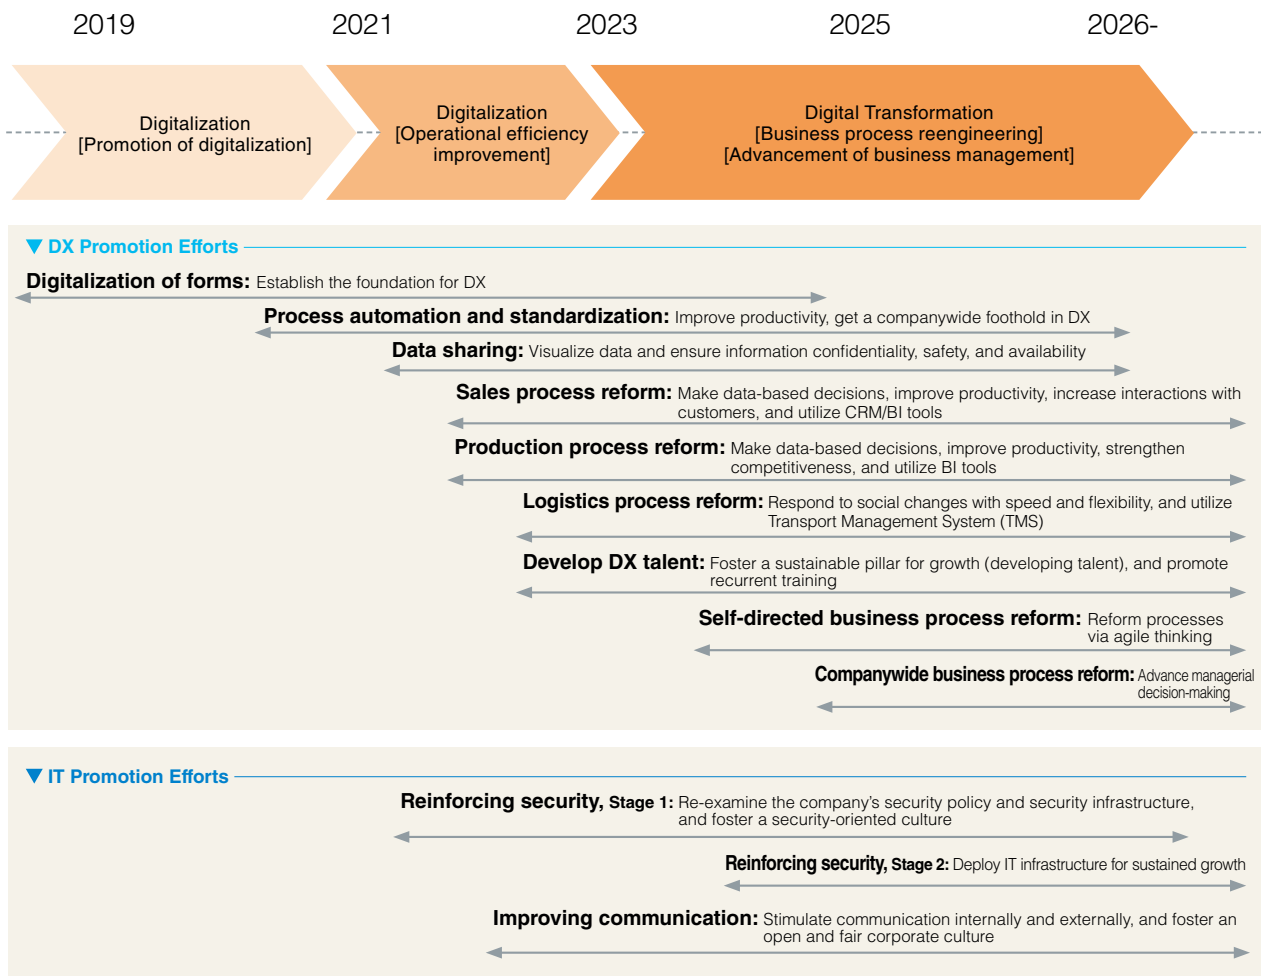 2019 2021 2023 2025 2026-
Digitalization
[Promotion of digitalization]
Digitalization
[Operational efficiency
improvement]
Digital Transformation
[Business process reengineering]
[Advancement of business management]
▼ DX Promotion Efforts
Digitalization of forms: Establish the foundation for DX
Process automation and standardization: Improve productivity, get a companywide foothold in DX
Data sharing: Visualize data and ensure information confidentiality, safety, and availability
Sales process reform: Make data-based decisions, improve productivity, increase interactions with
customers, and utilize CRM/BI tools
Production process reform: Make data-based decisions, improve productivity, strengthen
competitiveness, and utilize BI tools
Logistics process reform: Respond to social changes with speed and flexibility, and utilize
Transport Management System (TMS)
Develop DX talent: Foster a sustainable pillar for growth (developing talent), and promote
recurrent training
Self-directed business process reform: Reform processes
via agile thinking
Companywide business process reform: Advance managerial
decision-making
▼ IT Promotion Efforts
Reinforcing security, Stage 1: Re-examine the company’s security policy and security infrastructure,
and foster a security-oriented culture
Reinforcing security, Stage 2: Deploy IT infrastructure for sustained growth
Improving communication: Stimulate communication internally and externally, and foster an
open and fair corporate culture